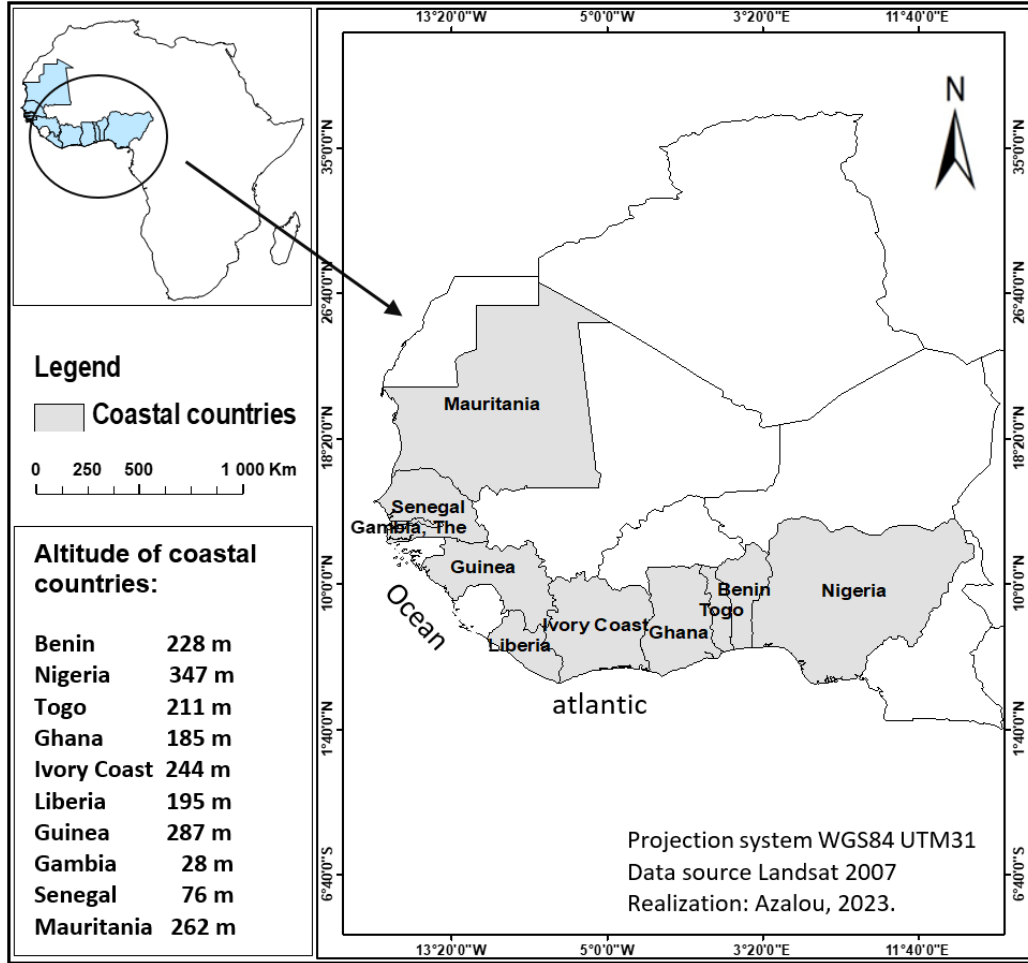 13°20'0"W 5°0'0"W 3°20'0"E 11°40'0"E
N
35°0'0"N 35°0'0"N
26°40'0"N 26°40'0"N
Legend
Coastal countries
0 250 500 1 000 Km
18°20'0"N 18°20'0"N
Mauritania
Senegal
Gambia, The
Guinea
Benin
Nigeria
Togo
Ivory Coast
Ghana
Liberia
10°0'0"N 10°0'0"N
Ocean
atlantic
1°40'0"N 1°40'0"N
Altitude of coastal
countries:
Benin 228 m
Nigeria 347 m
Togo 211 m
Ghana 185 m
Ivory Coast 244 m
Liberia 195 m
Guinea 287 m
Gambia 28 m
Senegal 76 m
Mauritania 262 m
Projection system WGS84 UTM31
Data source Landsat 2007
Realization: Azalou, 2023.
6°40'0"S 6°40'0"S
13°20'0"W 5°0'0"W 3°20'0"E 11°40'0"E